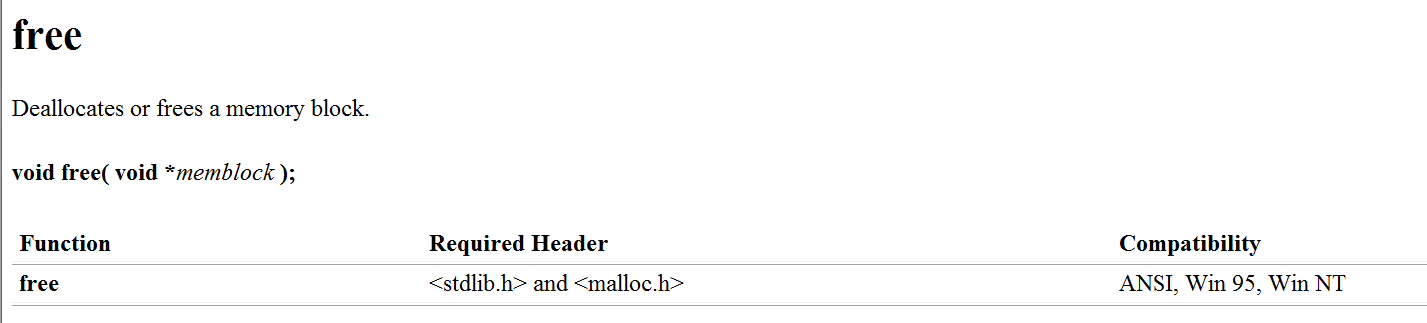 free
Deallocates or frees a memory block.
void free( void *memblock );
Function Required Header Compatibility
free <stdlib.h> and <malloc.h> ANSI, Win 95, Win NT